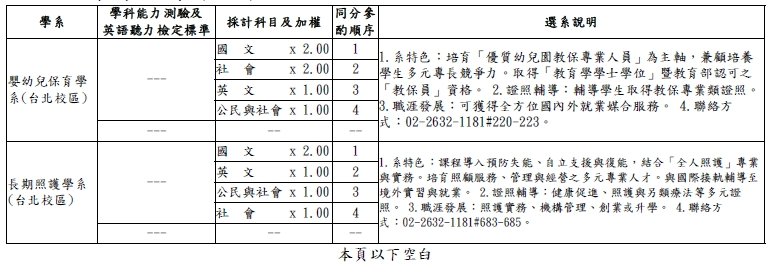 學系 學科能力測驗及英語聽力檢定標準 採計科目及加權 同分參酌順序 選系說明
嬰幼兒保育學系(台北校區)
---
國 文 x 2.00 1
社 會 x 2.00 2
英 文 x 1.00 3
公民與社會 x 1.00 4
--- -- --
1.系特色：培育「優質幼兒園教保專業人員」為主軸，兼顧培養
學生多元專長競爭力。取得「教育學學士學位」暨教育部認可之
「教保員」資格。 2.證照輔導：輔導學生取得教保專業類證照。
3.職涯發展：可獲得全方位國內外就業媒合服務。 4.聯絡方
式：02-2632-1181#220-223。
長期照護學系
(台北校區)
---
國 文 x 2.00 1
英 文 x 1.00 2
公民與社會 x 1.00 3
社 會 x 1.00 4
--- -- --
1.系特色：課程導入預防失能、自立支援與復能，結合「全人照護」專業
與實務。培育照顧服務、管理與經營之多元專業人才。與國際接軌輔導至
境外實習與就業。 2.證照輔導：健康促進、照護與另類療法等多元證
照。 3.職涯發展：照護實務、機構管理、創業或升學。 4.聯絡方
式：02-2632-1181#683-685。
本頁以下空白